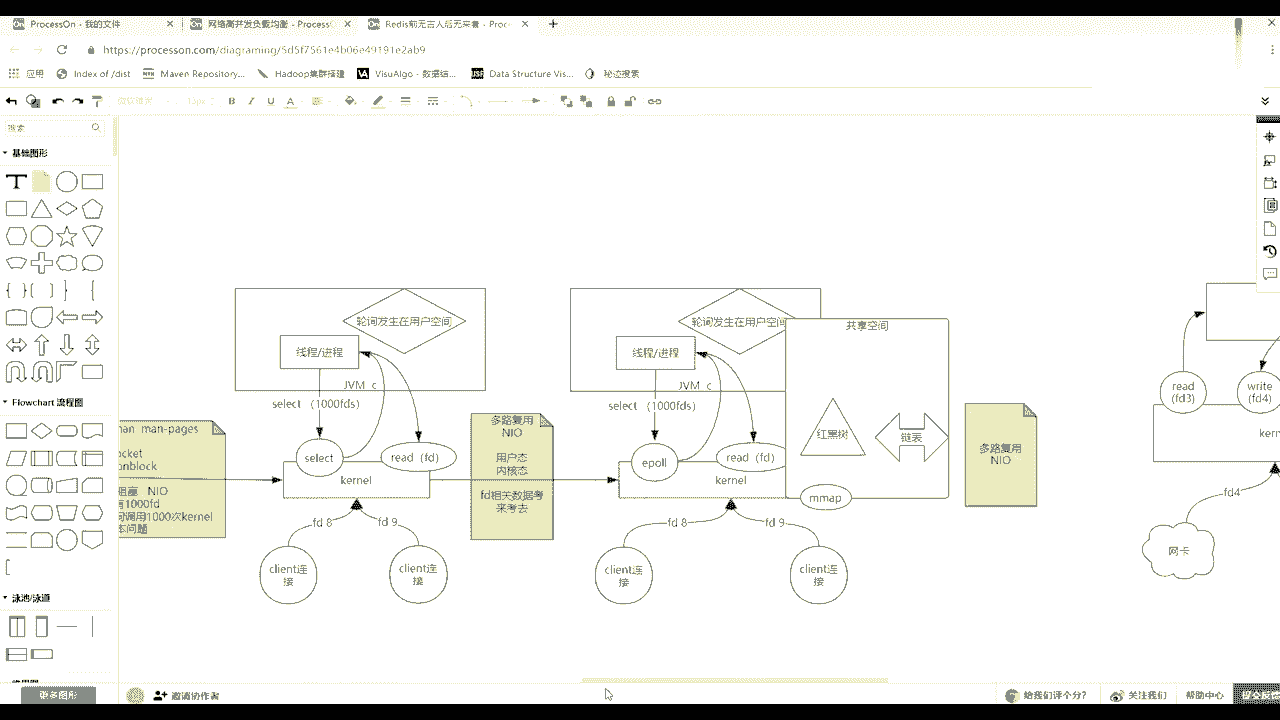 ProcessOn - 我的文件
网络高并发负载均衡 - Process
Redis前无古人后无来者 - Proc
https://processon.com/diagraming/5d5f7561e4b06e49191e2ab9
应用
Index of /dist
Maven Repository...
Hadoop集群搭建
VisuAlgo - 数据结...
Data Structure Vis...
秘迹搜索
B I U A
搜索
基础图形
T
Flowchart 流程图
泳池/泳道
更多图形
邀请协作者
给我们评个分?
关注我们
帮助中心
man man-pages
ocket
onblock
阻塞 NIO
有1000fd
可调用1000次kernel
本问题
轮询发生在用户空间
线程/进程
JVM c
select （1000fds）
select
read（fd）
kernel
fd 8
fd 9
client连
接
client连
接
多路复用
NIO
用户态
内核态
fd相关数据考
来考去
轮词发生在用户空间
线程/进程
JVM c
select （1000fds）
epoll
read（fd）
kernel
fd 8
fd 9
client连
接
client连
接
共享空间
红黑树
链表
mmap
多路复用
NIO
read
(fd3)
write
(fd4)
kern
fd4
网卡